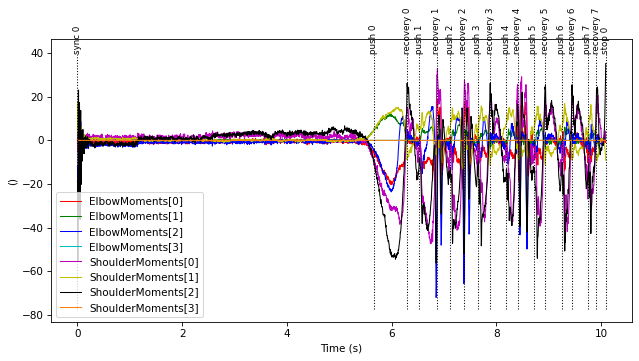 sync 0
push 0
recovery 0
push 1
recovery 1
push 2
recovery 2
push 3
recovery 3
push 4
recovery 4
push 5
recovery 5
push 6
recovery 6
push 7
recovery 7
stop 0
40
20
0
−20
−40
−60
−80
()
ElbowMoments[0]
ElbowMoments[1]
ElbowMoments[2]
ElbowMoments[3]
ShoulderMoments[0]
ShoulderMoments[1]
ShoulderMoments[2]
ShoulderMoments[3]
0 2 4 6 8 10
Time (s)